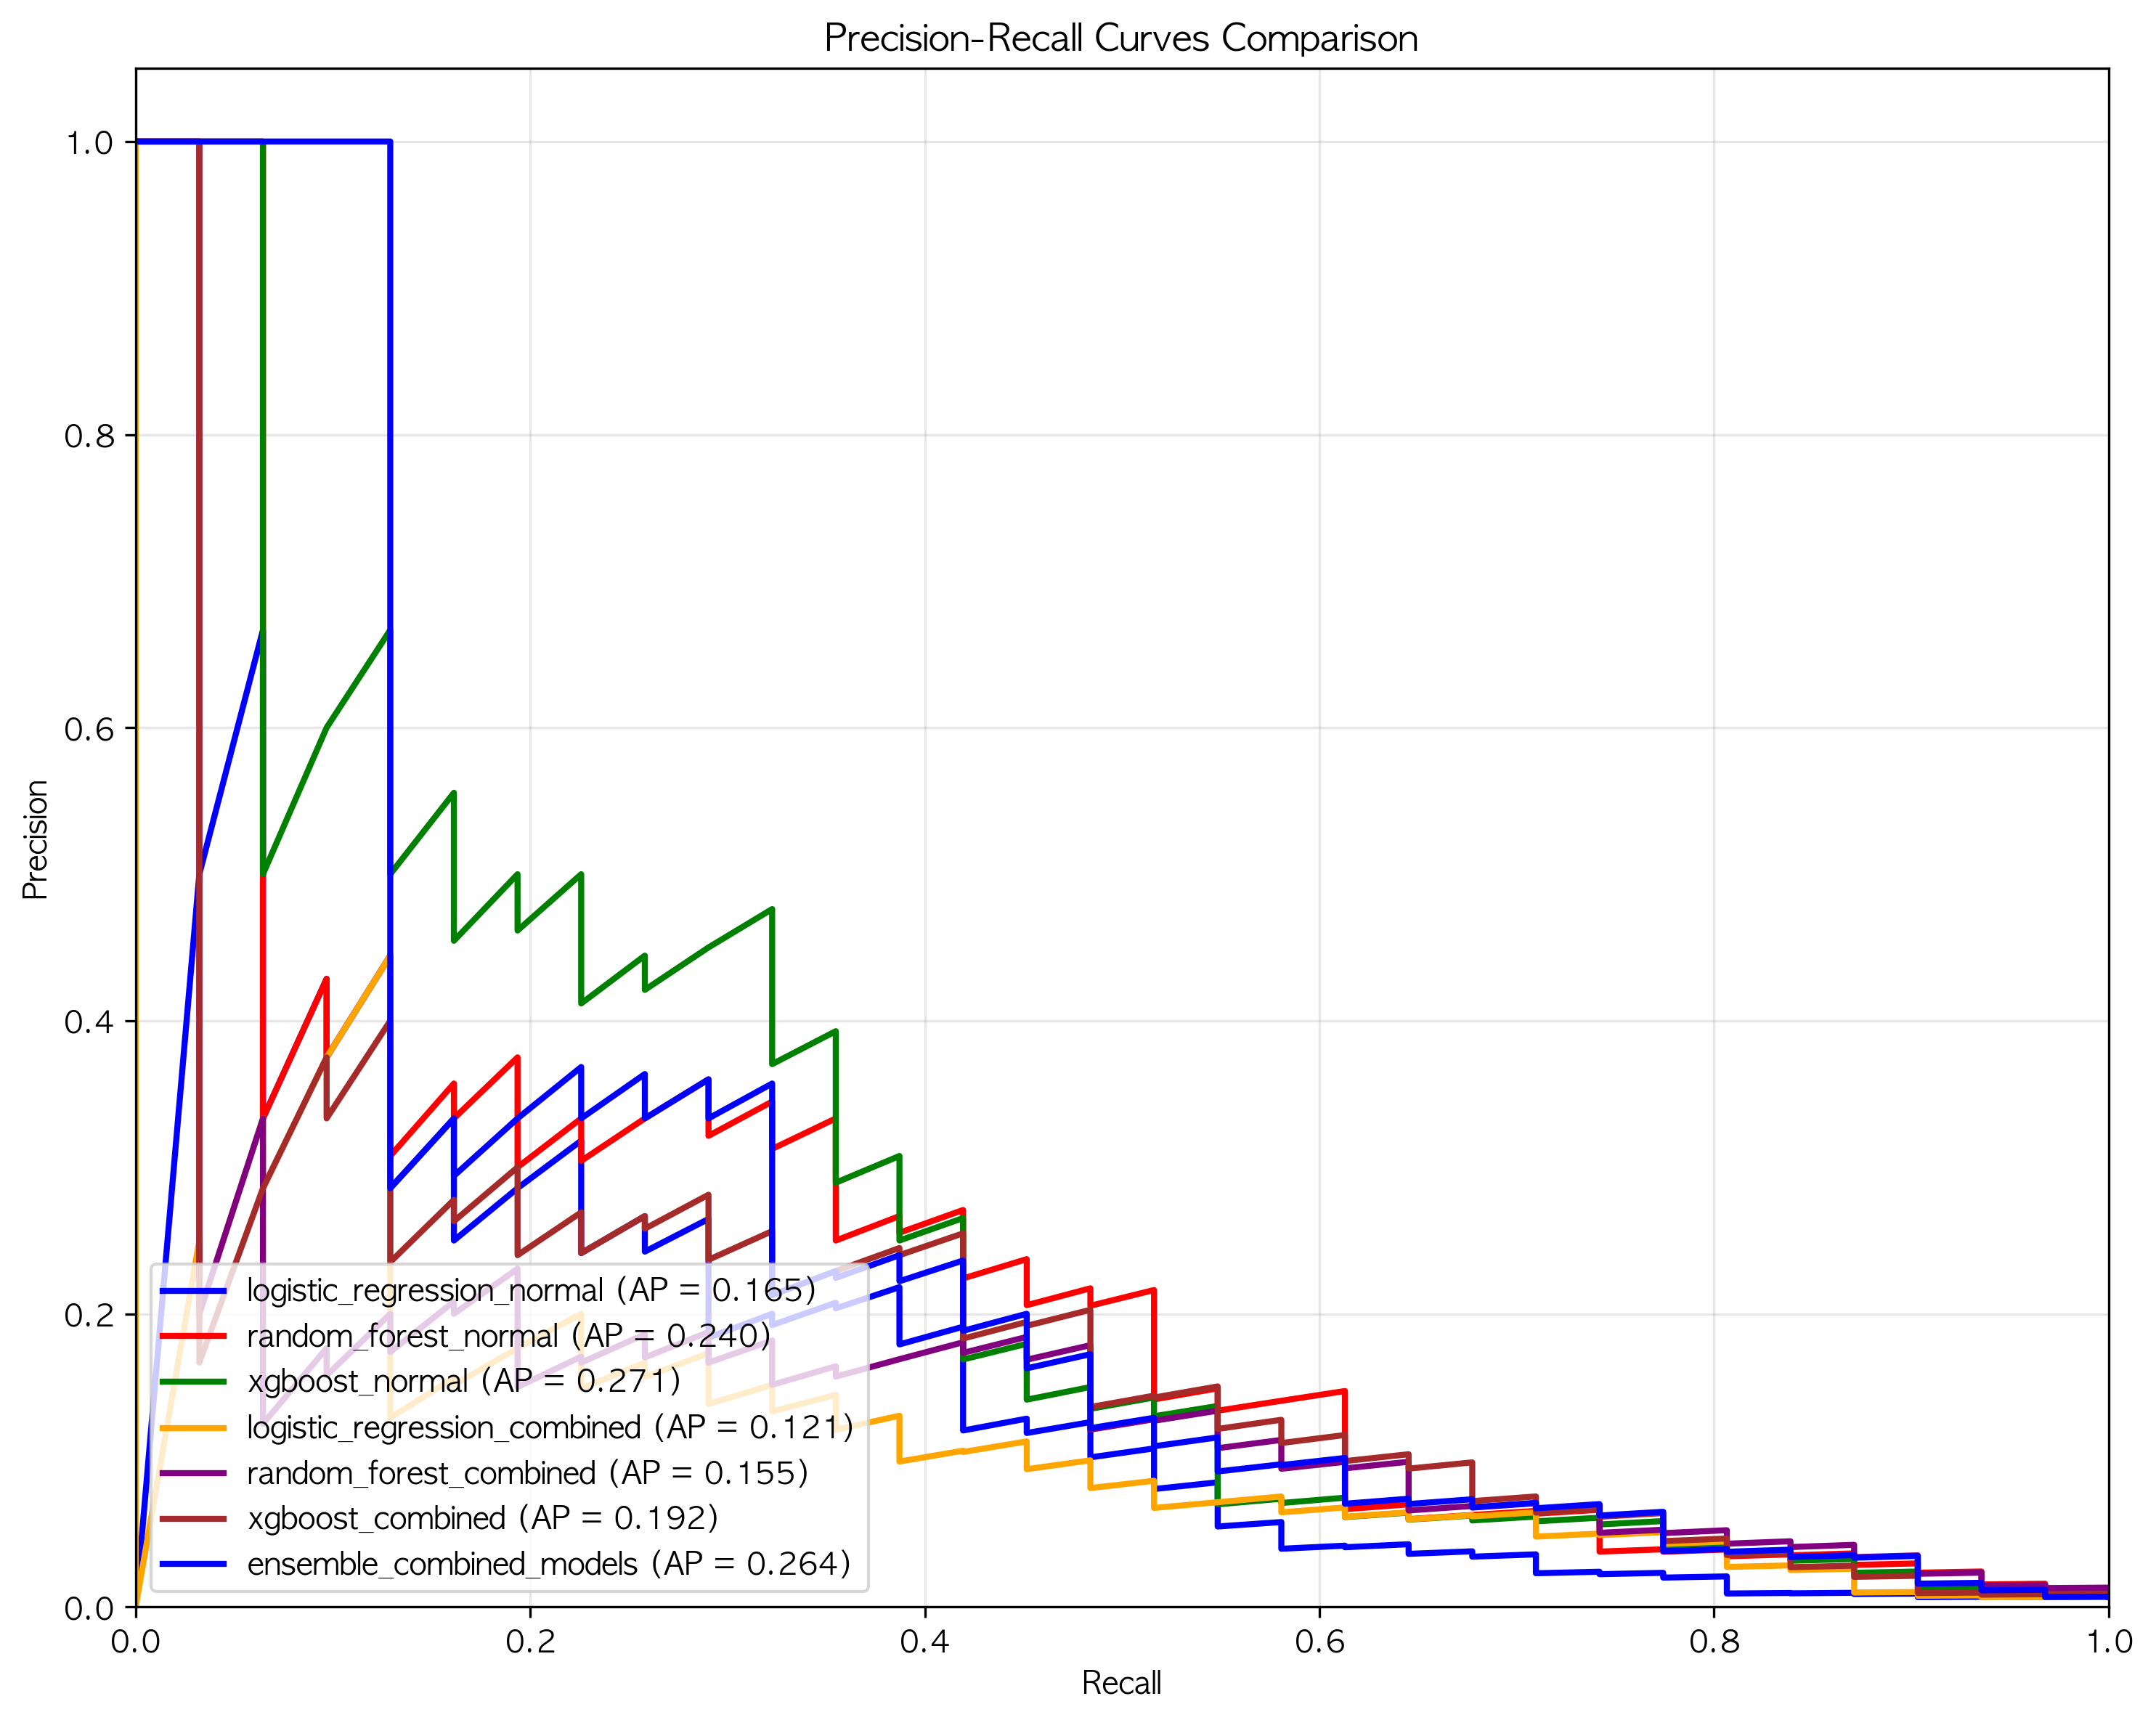 Precision-Recall Curves Comparison
1.0
0.8
0.6
0.4
0.2
0.0
Precision
logistic_regression_normal (AP = 0.165)
random_forest_normal (AP = 0.240)
xgboost_normal (AP = 0.271)
logistic_regression_combined (AP = 0.121)
random_forest_combined (AP = 0.155)
xgboost_combined (AP = 0.192)
ensemble_combined_models (AP = 0.264)
0.0 0.2 0.4 0.6 0.8 1.0
Recall